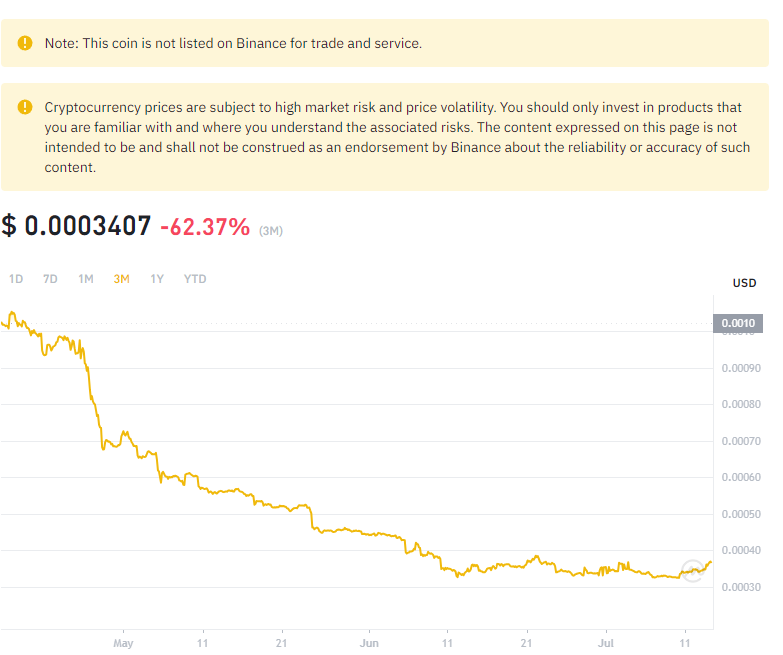 Note: This coin is not listed on Binance for trade and service.
Cryptocurrency prices are subject to high market risk and price volatility. You should only invest in products that
you are familiar with and where you understand the associated risks. The content expressed on this page is not
intended to be and shall not be construed as an endorsement by Binance about the reliability or accuracy of such
content.
$ 0.0003407 -62.37% (3M)
1D 7D 1M 3M 1Y YTD
USD
0.0010
0.00090
0.00080
0.00070
0.00060
0.00050
0.00040
0.00030
May 11 21 Jun 11 21 Jul 11